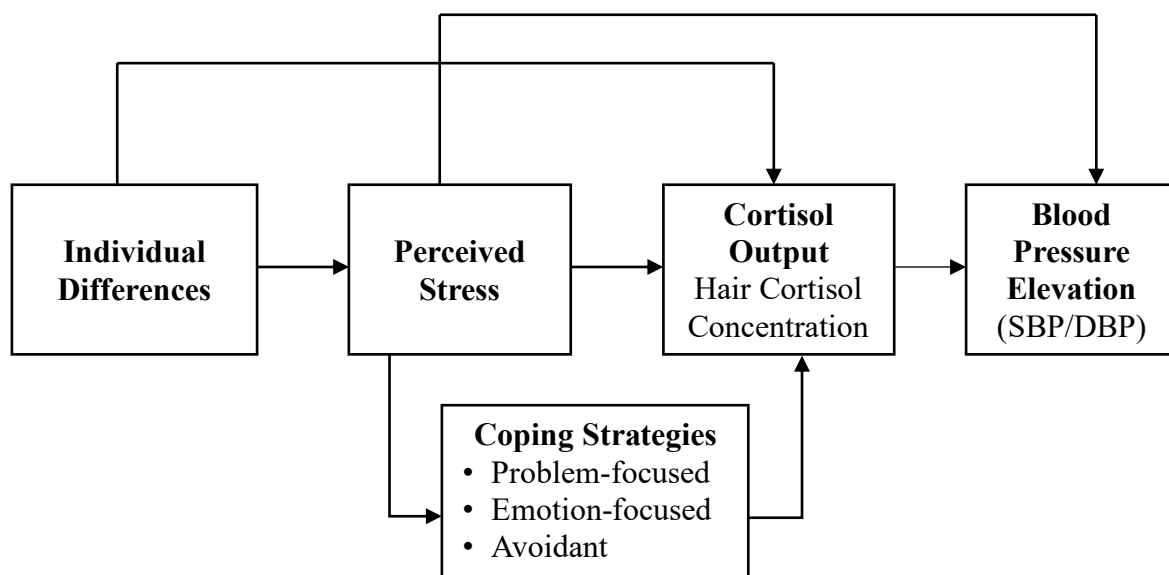 Individual
Differences
Perceived
Stress
Cortisol
Output
Hair Cortisol
Concentration
Blood
Pressure
Elevation
(SBP/DBP)
Coping Strategies
• Problem-focused
• Emotion-focused
• Avoidant